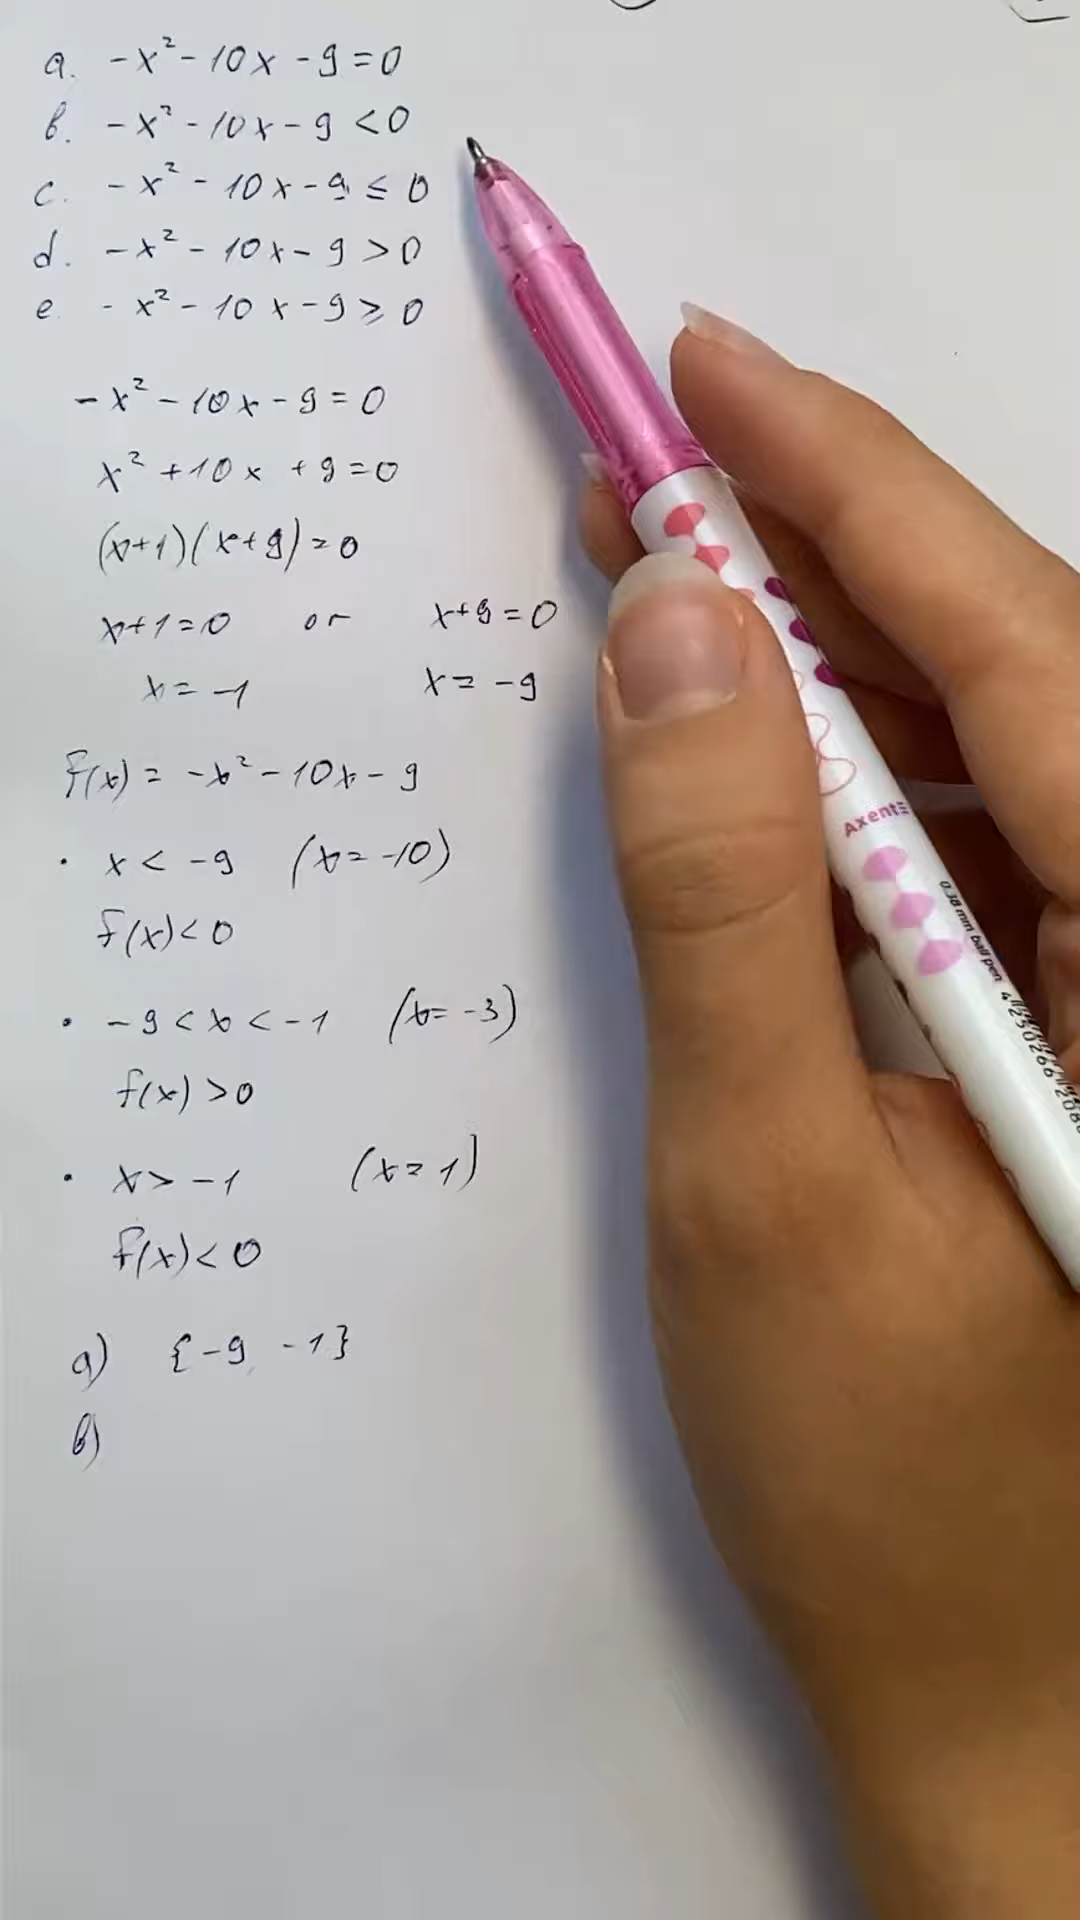 a. -x² - 10x - 9 = 0
b. -x² - 10x - 9 < 0
c. -x² - 10x - 9 ≤ 0
d. -x² - 10x - 9 > 0
e. -x² - 10x - 9 ≥ 0
-x² - 10x - 9 = 0
x² + 10x + 9 = 0
(x+1)(x+9) = 0
x+1 = 0 or x+9 = 0
x = -1 x = -9
f(x) = -x² - 10x - 9
• x < -9 (x = -10)
f(x) < 0
• -9 < x < -1 (x = -3)
f(x) > 0
• x > -1 (x = 1)
f(x) < 0
a) {-9, -1}
b)
Axent
0.38 mm ball pen